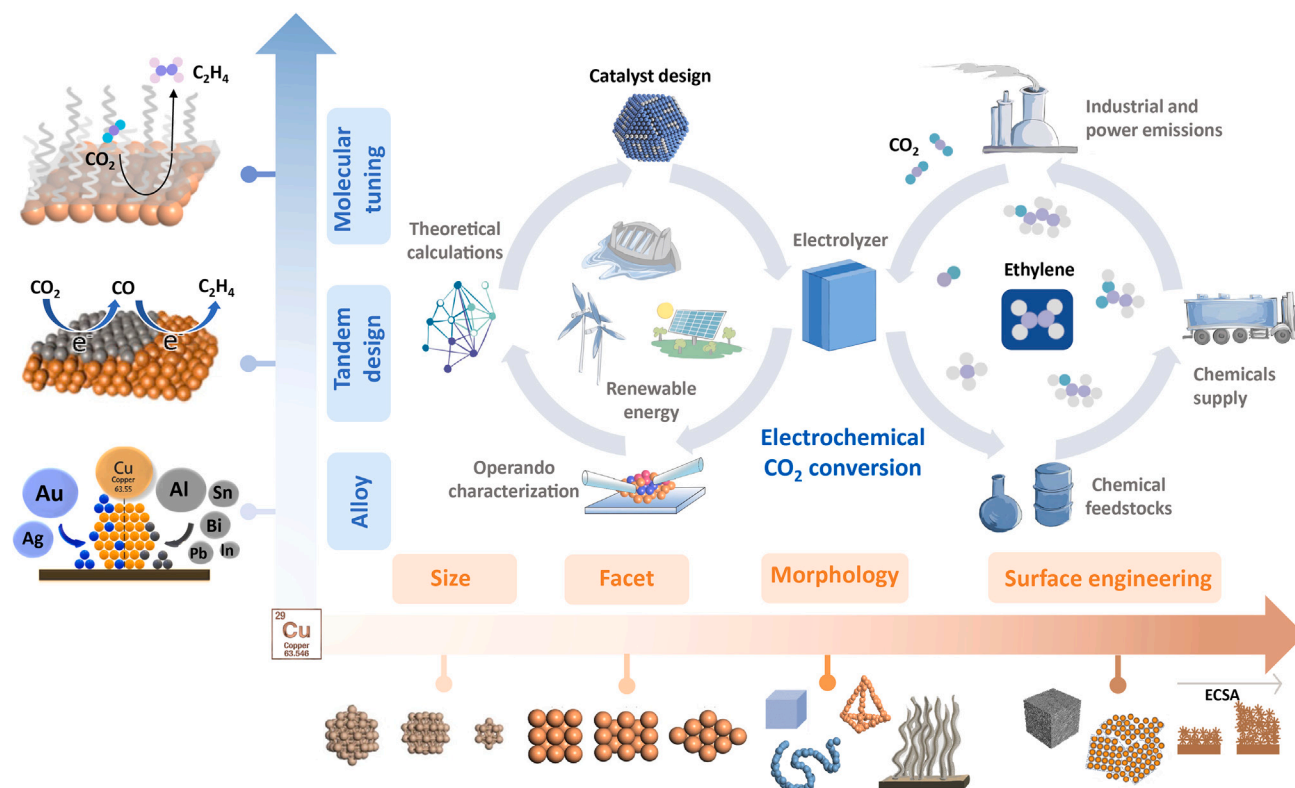 C₂H₄
CO₂
Molecular
tuning
CO₂
CO
C₂H₄
e⁻
e⁻
Tandem
design
Cu
Copper
63.55
Au
Ag
Al
Sn
Bi
Pb
In
Alloy
Catalyst design
Theoretical
calculations
Renewable
energy
Operando
characterization
Electrolyzer
Electrochemical
CO₂ conversion
Industrial and
power emissions
CO₂
Ethylene
Chemicals
supply
Chemical
feedstocks
Size
Facet
Morphology
Surface engineering
29
Cu
Copper
63.546
ECSA